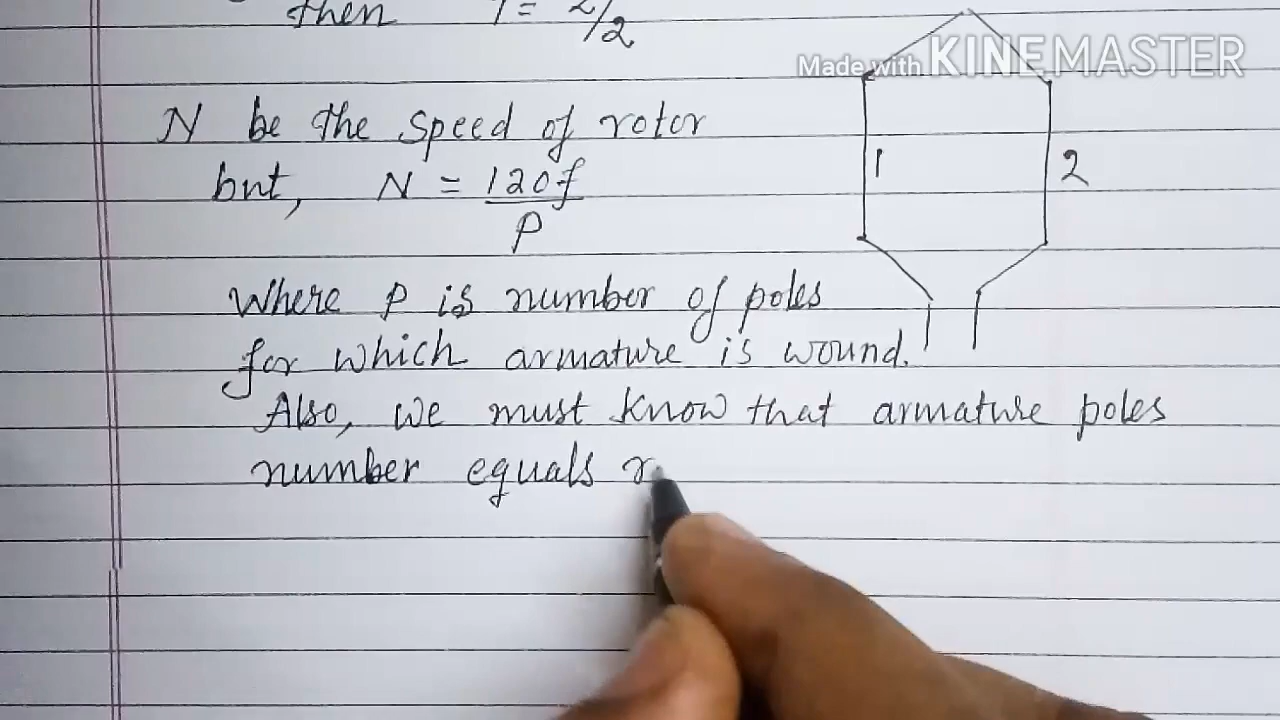 then
Made with KINEMASTER
N be the speed of rotor
but, N = 120f
P
1
2
Where P is number of poles
for which armature is wound.
Also, we must know that armature poles
number equals